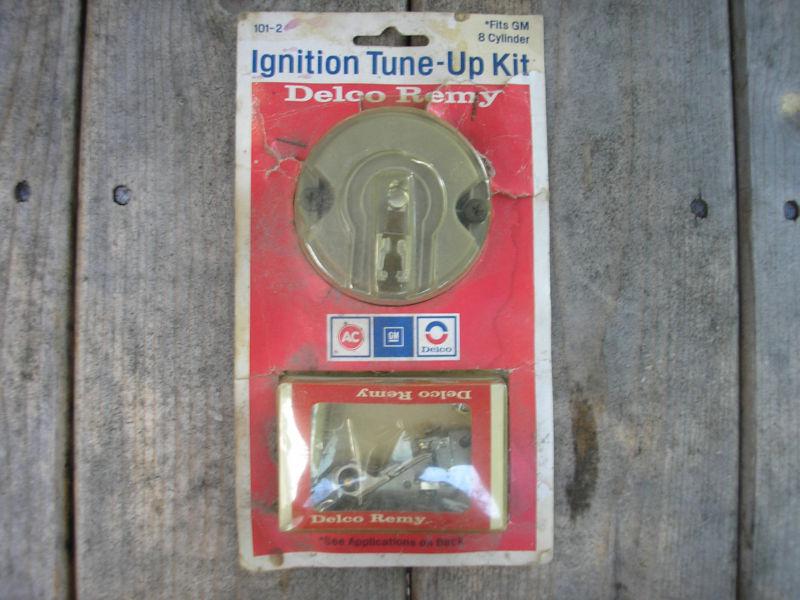 101-2
*Fits GM
8 Cylinder
Ignition Tune-Up Kit
Delco Remy
AC
GM
Delco
Delco Remy
Delco Remy
*See Applications on Back